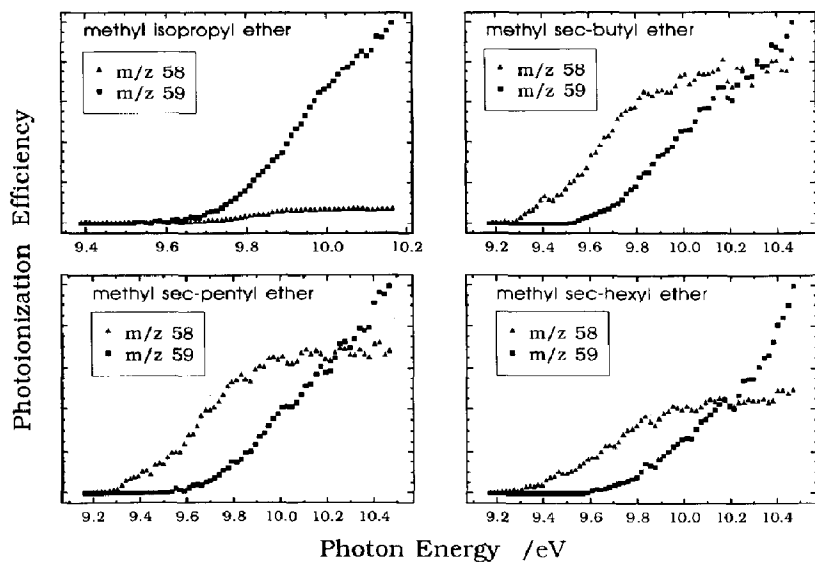 methyl isopropyl ether
m/z 58
m/z 59
9.4 9.6 9.8 10.0 10.2
methyl sec-butyl ether
m/z 58
m/z 59
9.2 9.4 9.6 9.8 10.0 10.2 10.4
methyl sec-pentyl ether
m/z 58
m/z 59
9.2 9.4 9.6 9.8 10.0 10.2 10.4
methyl sec-hexyl ether
m/z 58
m/z 59
9.2 9.4 9.6 9.8 10.0 10.2 10.4
Photoionization Efficiency
Photon Energy /eV